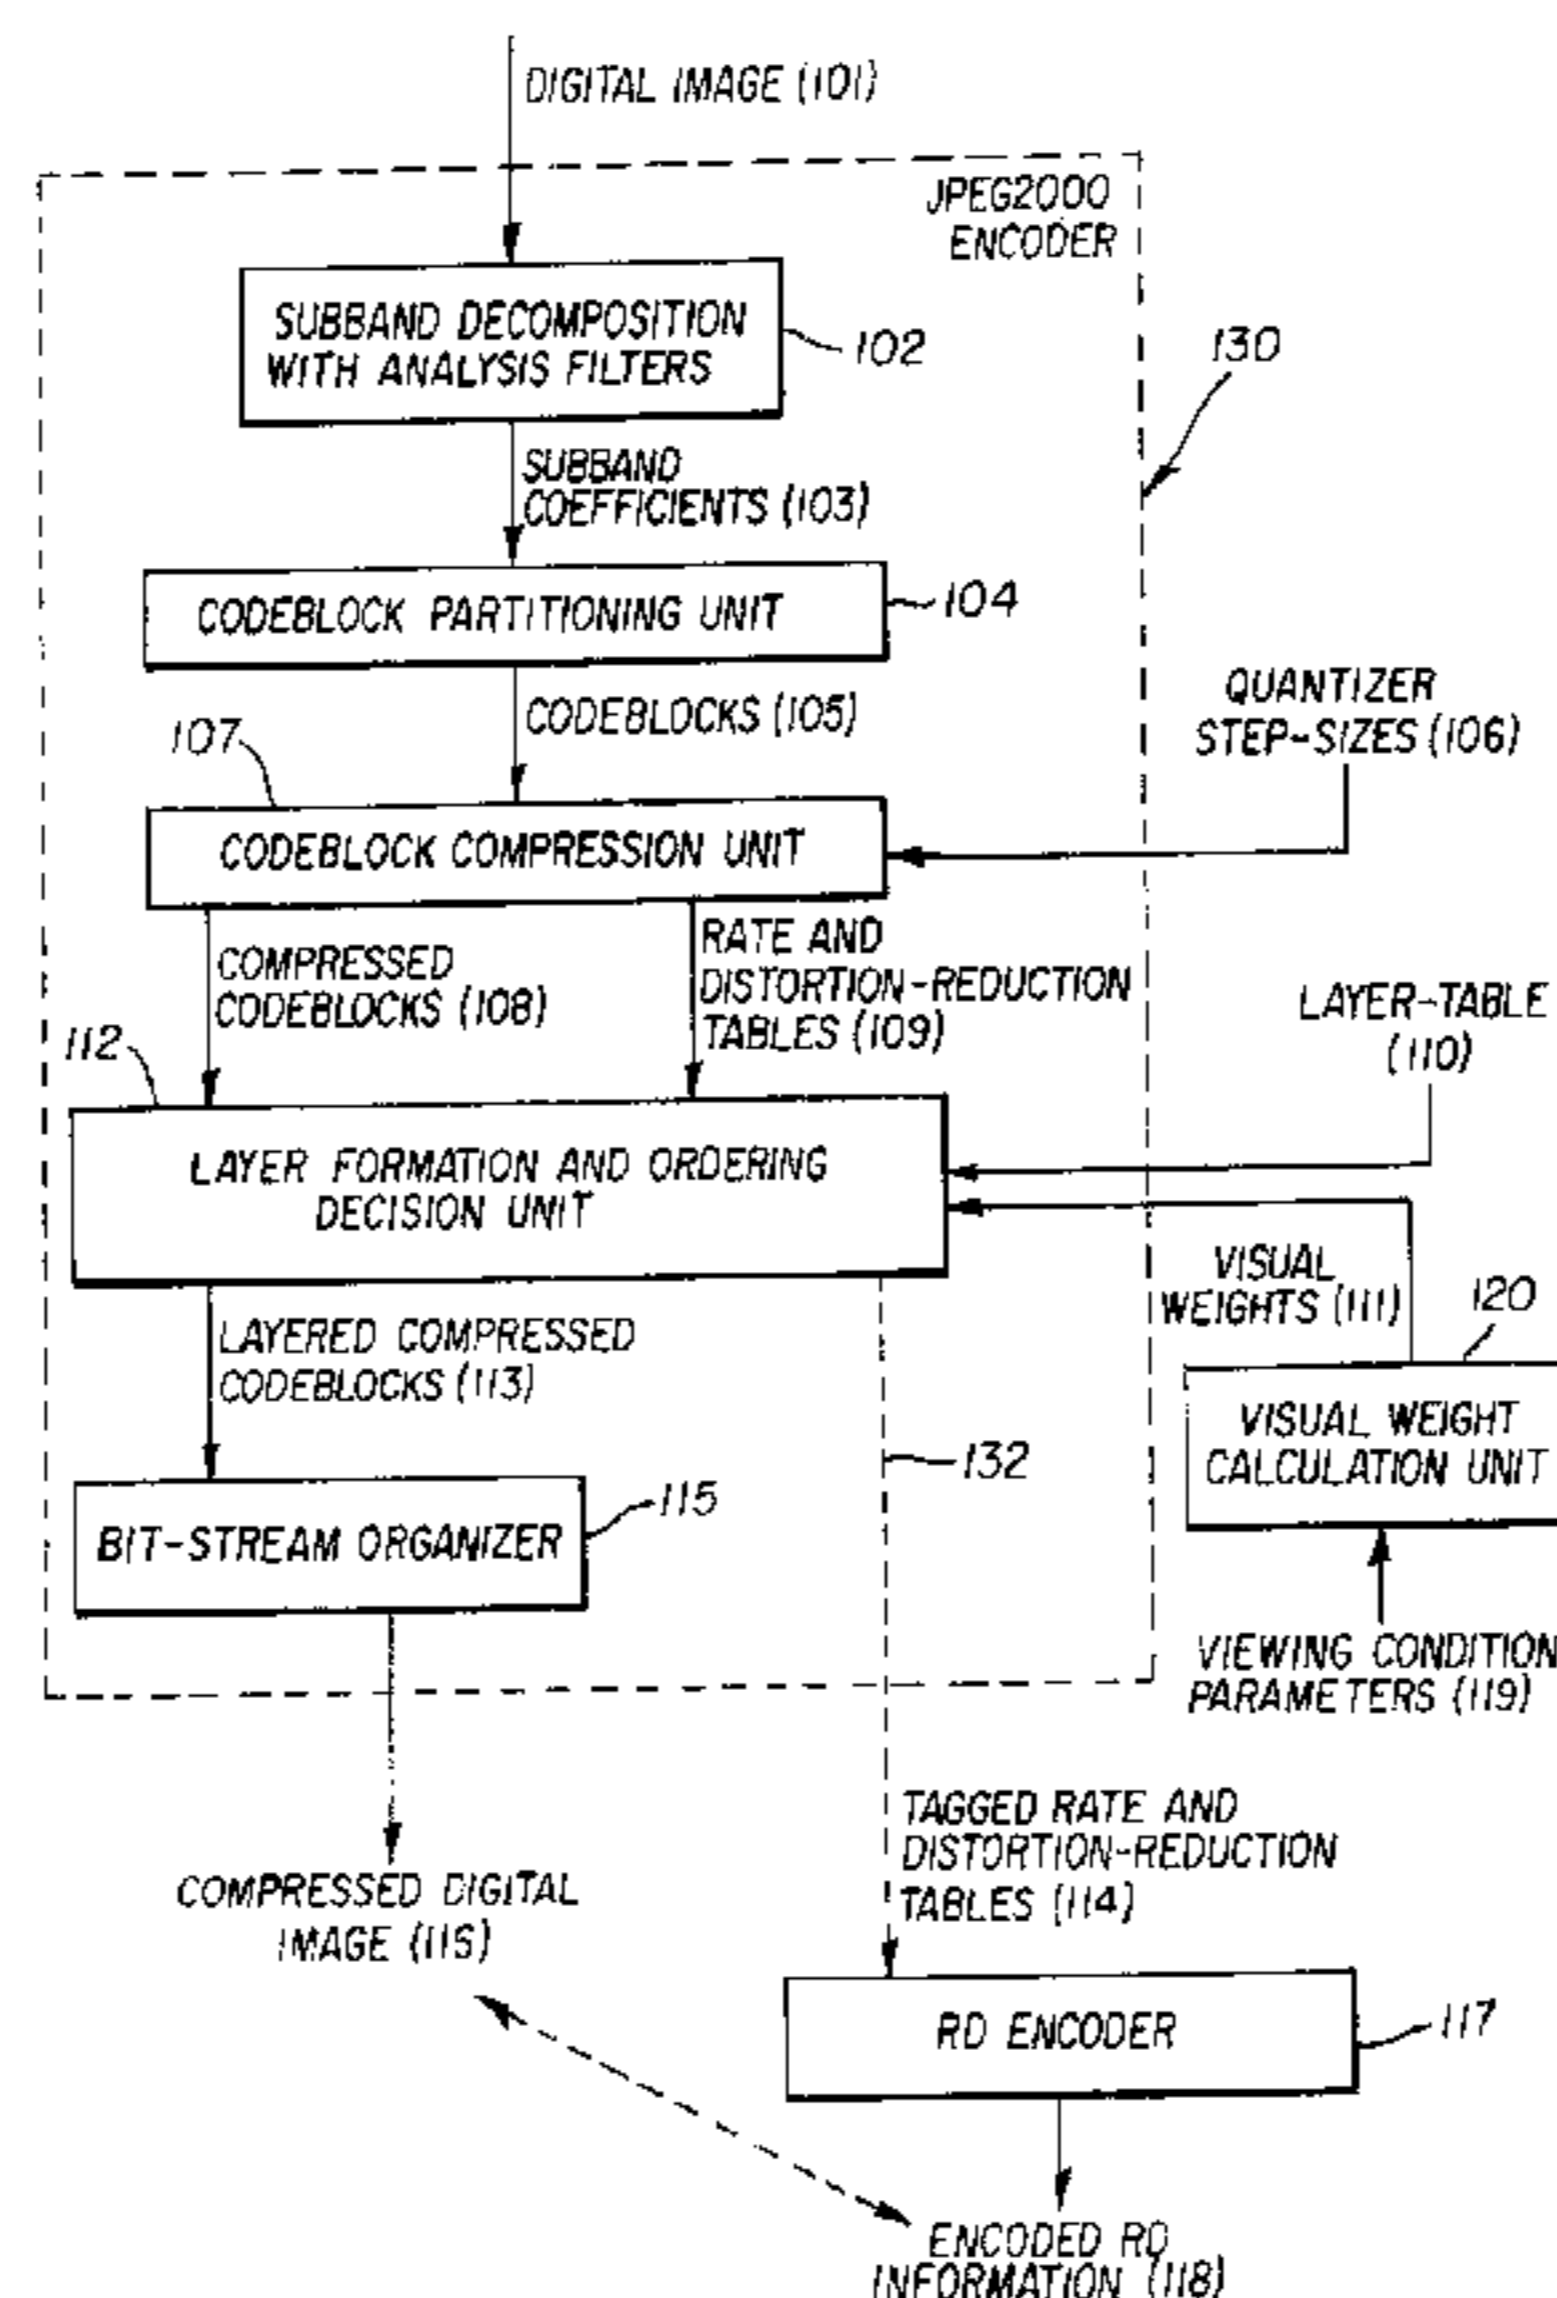 DIGITAL IMAGE (101)
JPEG2000
ENCODER
SUBBAND DECOMPOSITION
WITH ANALYSIS FILTERS
102
130
SUBBAND
COEFFICIENTS (103)
CODEBLOCK PARTITIONING UNIT
104
CODEBLOCKS (105)
QUANTIZER
STEP-SIZES (106)
107
CODEBLOCK COMPRESSION UNIT
COMPRESSED
CODEBLOCKS (108)
RATE AND
DISTORTION-REDUCTION
TABLES (109)
LAYER-TABLE
(110)
112
LAYER FORMATION AND ORDERING
DECISION UNIT
VISUAL
WEIGHTS (111)
120
LAYERED COMPRESSED
CODEBLOCKS (113)
VISUAL WEIGHT
CALCULATION UNIT
132
BIT-STREAM ORGANIZER
115
VIEWING CONDITION
PARAMETERS (119)
TAGGED RATE AND
DISTORTION-REDUCTION
TABLES (114)
COMPRESSED DIGITAL
IMAGE (116)
RD ENCODER
117
ENCODED RD
INFORMATION (118)